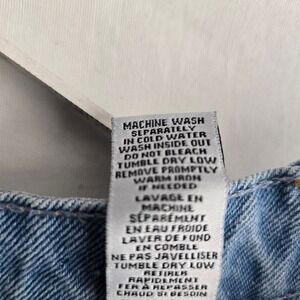 MACHINE WASH
SEPARATELY
IN COLD WATER
WASH INSIDE OUT
DO NOT BLEACH
TUMBLE DRY LOW
REMOVE PROMPTLY
WARM IRON
IF NEEDED
LAVAGE EN
MACHINE
SÉPARÉMENT
EN EAU FROIDE
LAVER DE FOND
EN COMBLE
NE PAS JAVELLISER
TUMBLE DRY LOW
RETIRER
RAPIDEMENT
FER À REPASSER
CHAUD SI BESOIN